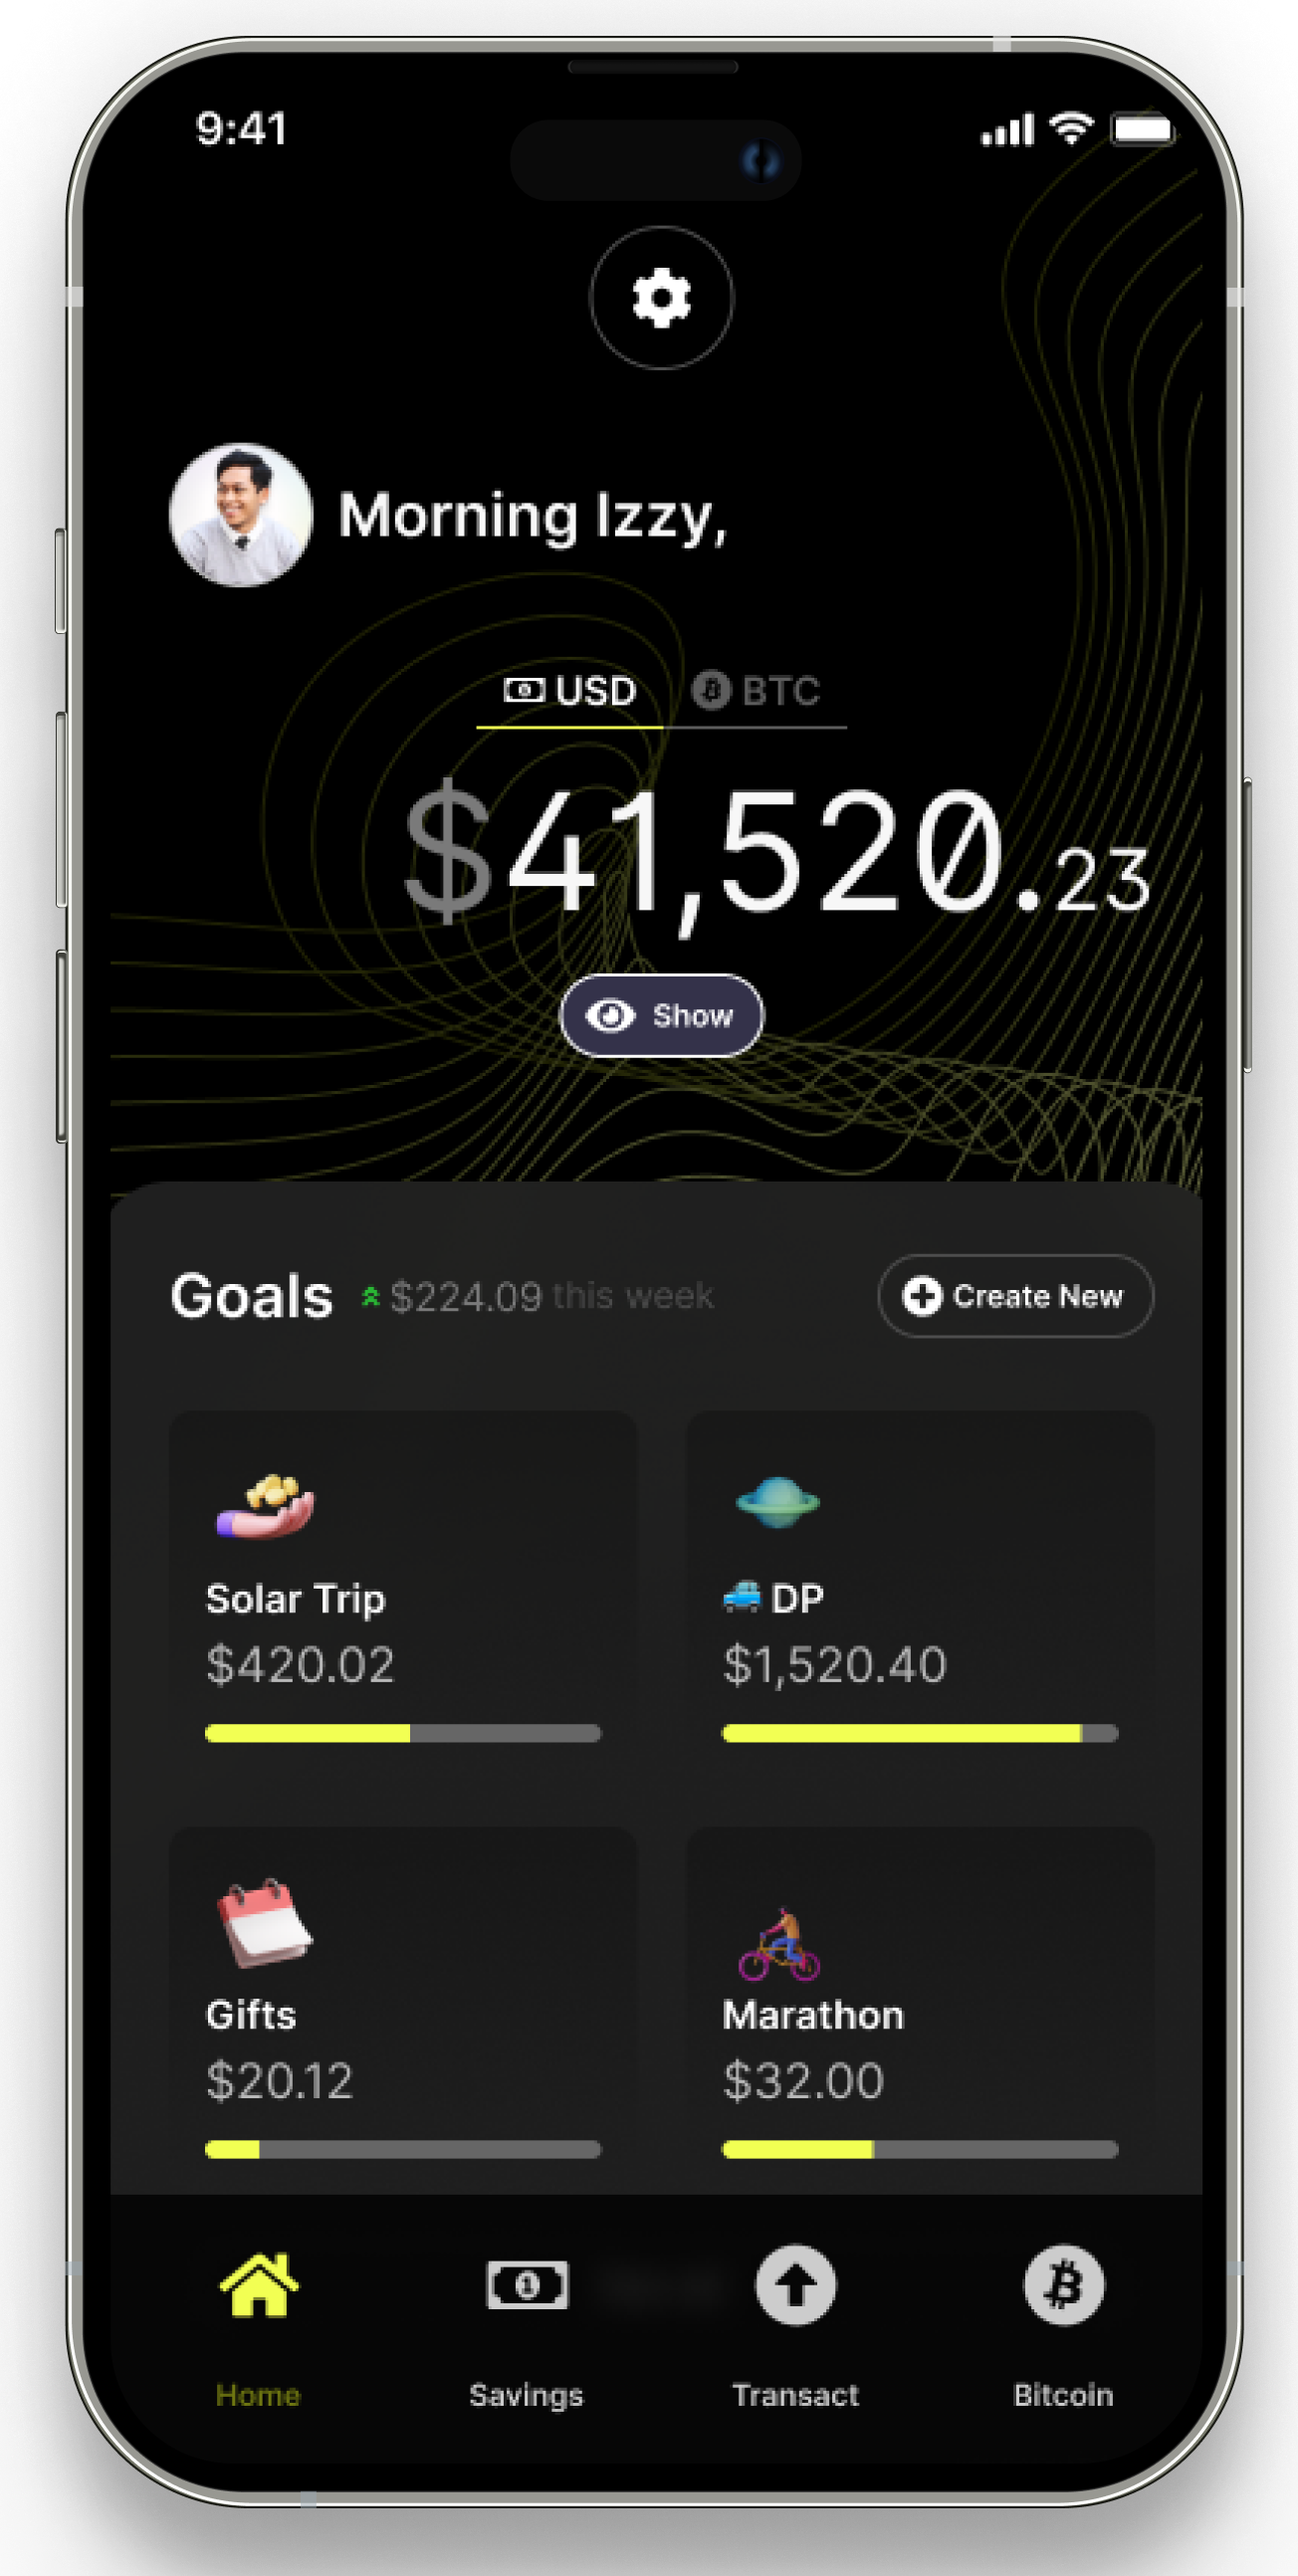 9:41
Morning Izzy,
USD BTC
$41,520.23
Show
Goals $224.09 this week Create New
Solar Trip
$420.02
DP
$1,520.40
Gifts
$20.12
Marathon
$32.00
Home Savings Transact Bitcoin